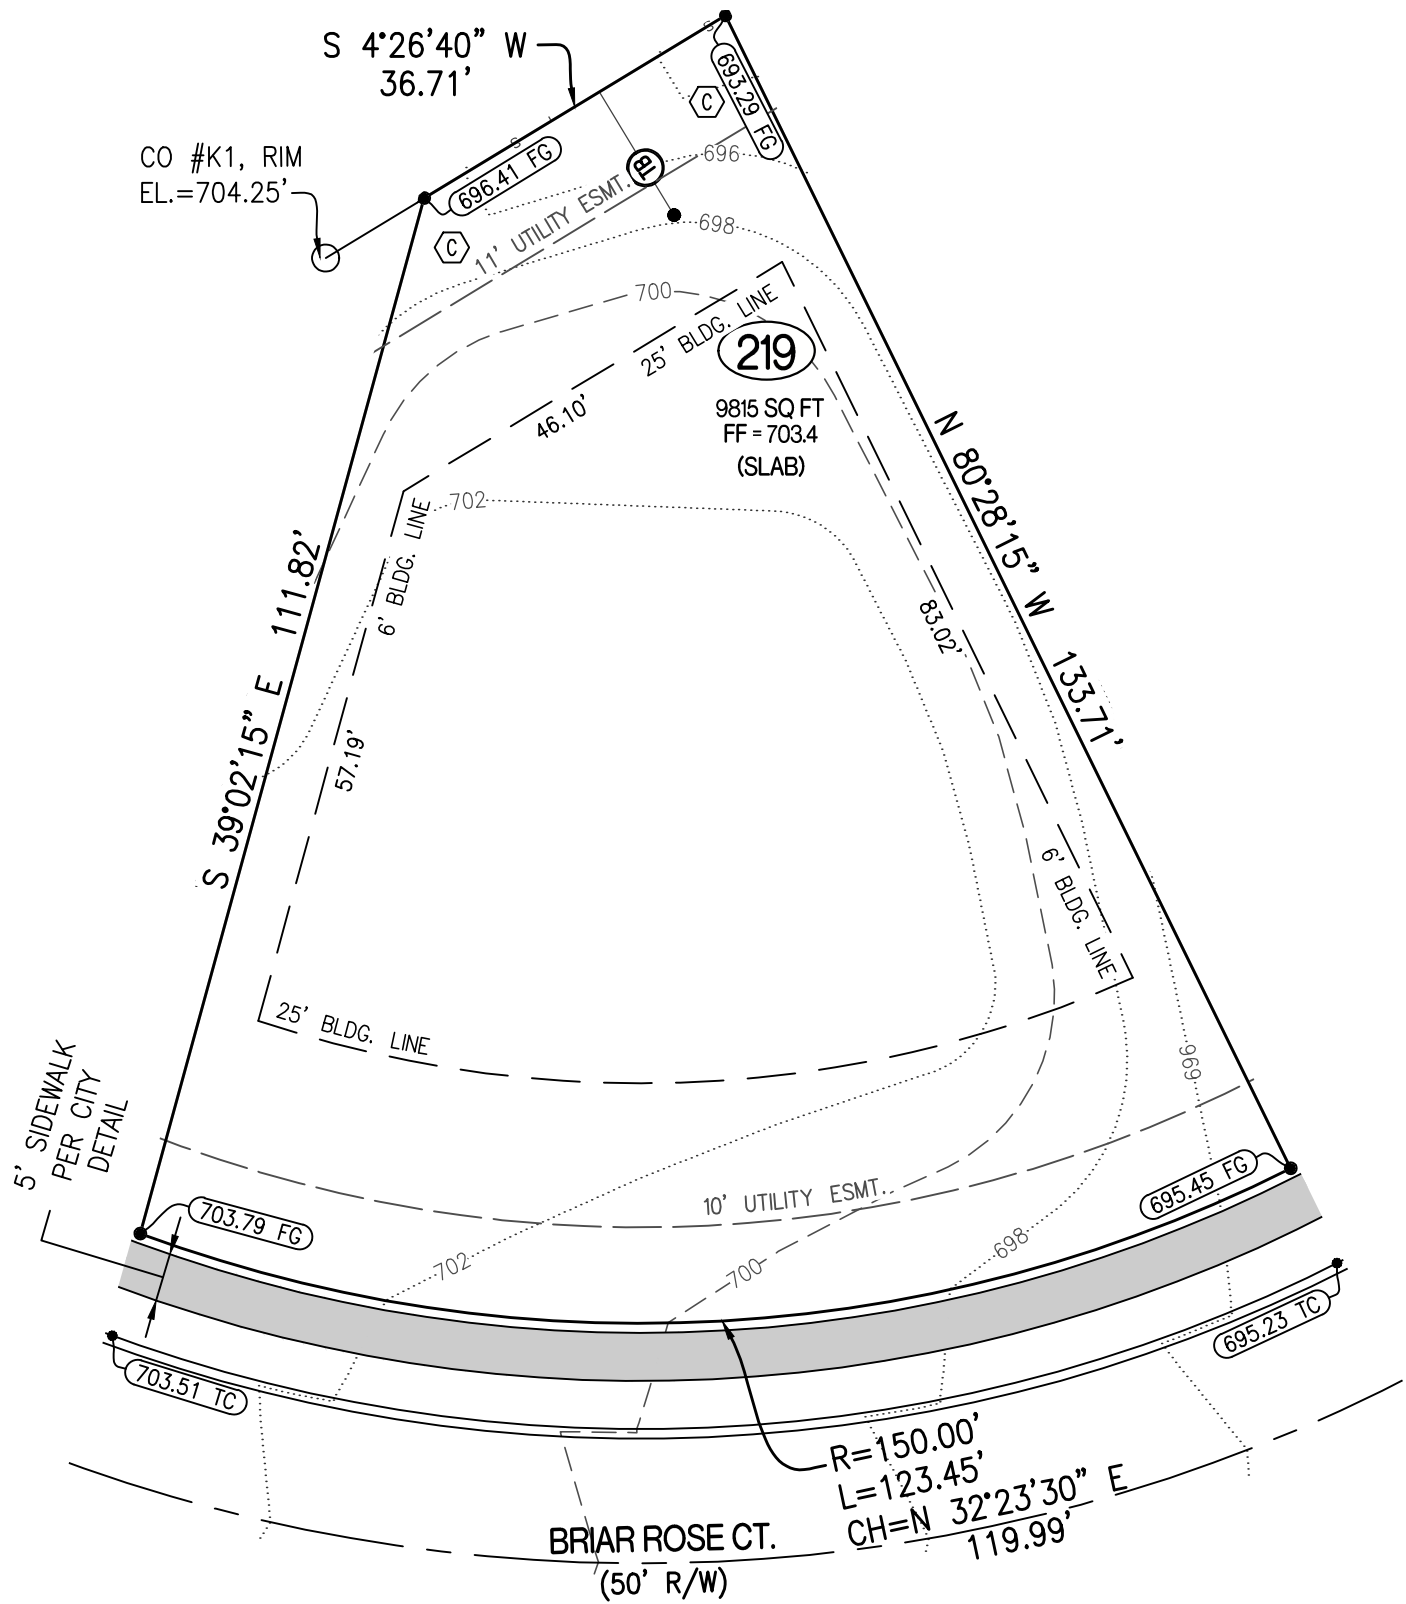 S 4°26'40" W
36.71'
693.29 FG
C
CO #K1, RIM
EL.=704.25'
696.41 FG
TB
696
C
11' UTILITY ESMT.
698
700
25' BLDG. LINE
219
9815 SQ FT
FF = 703.4
(SLAB)
46.10'
N 80°28'15" W 133.71'
702
6' BLDG. LINE
S 39°02'15" E 111.82'
83.02'
57.19'
6' BLDG. LINE
25' BLDG. LINE
696
5' SIDEWALK
PER CITY
DETAIL
703.79 FG
10' UTILITY ESMT.
695.45 FG
702
700
698
703.51 TC
695.23 TC
R=150.00'
L=123.45'
CH=N 32°23'30" E
119.99'
BRIAR ROSE CT.
(50' R/W)